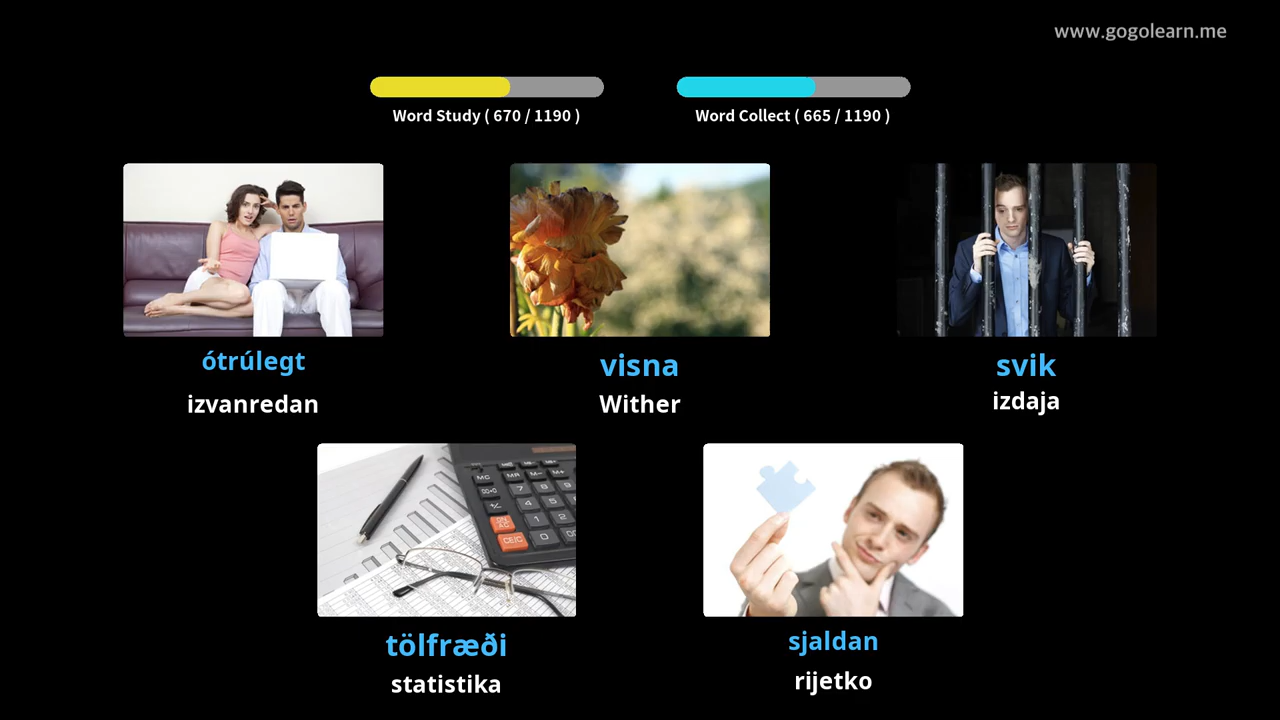 www.gogolearn.me
Word Study ( 670 / 1190 )
Word Collect ( 665 / 1190 )
ótrúlegt
izvanredan
visna
Wither
svik
izdaja
tölfræði
statistika
sjaldan
rijetko